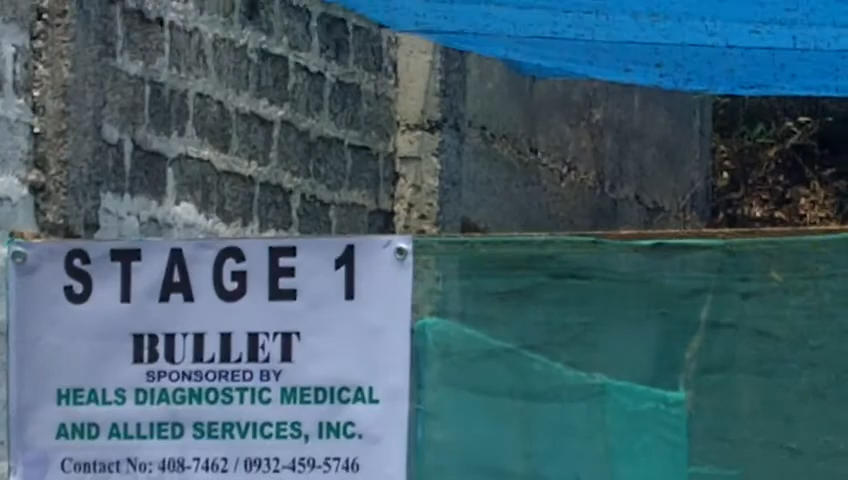 STAGE 1
BULLET
SPONSORED BY
HEALS DIAGNOSTIC MEDICAL
AND ALLIED SERVICES, INC.
Contact No: 408-7462 / 0932-459-5746